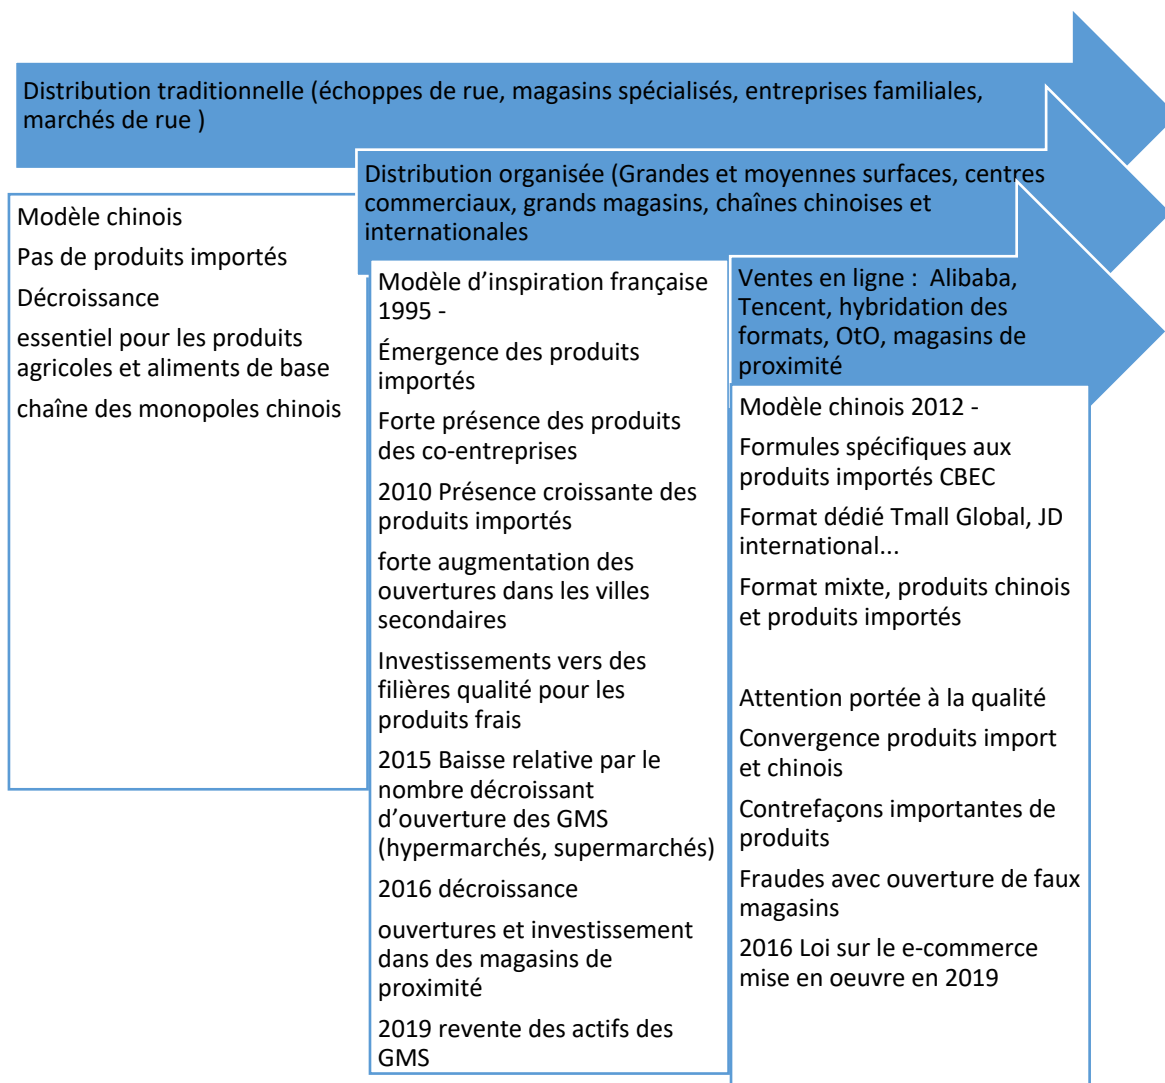 Distribution traditionnelle (échoppes de rue, magasins spécialisés, entreprises familiales,
marchés de rue )
Distribution organisée (Grandes et moyennes surfaces, centres
commerciaux, grands magasins, chaînes chinoises et
internationales
Ventes en ligne : Alibaba,
Tencent, hybridation des
formats, OtO, magasins de
proximité
Modèle chinois
Pas de produits importés
Décroissance
essentiel pour les produits
agricoles et aliments de base
chaîne des monopoles chinois
Modèle d’inspiration française
1995 -
Émergence des produits
importés
Forte présence des produits
des co-entreprises
2010 Présence croissante des
produits importés
forte augmentation des
ouvertures dans les villes
secondaires
Investissements vers des
filières qualité pour les
produits frais
2015 Baisse relative par le
nombre décroissant
d’ouverture des GMS
(hypermarchés, supermarchés)
2016 décroissance
ouvertures et investissement
dans des magasins de
proximité
2019 revente des actifs des
GMS
Modèle chinois 2012 -
Formules spécifiques aux
produits importés CBEC
Format dédié Tmall Global, JD
international...
Format mixte, produits chinois
et produits importés
Attention portée à la qualité
Convergence produits import
et chinois
Contrefaçons importantes de
produits
Fraudes avec ouverture de faux
magasins
2016 Loi sur le e-commerce
mise en oeuvre en 2019